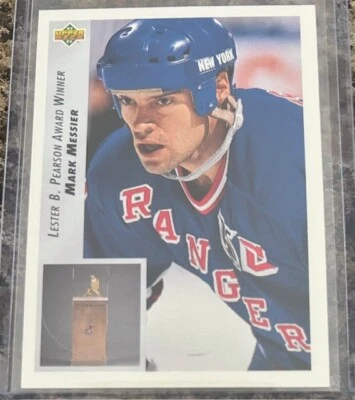 UPPER DECK
LESTER B. PEARSON AWARD WINNER
MARK MESSIER
NEW YORK
RANGERS
C